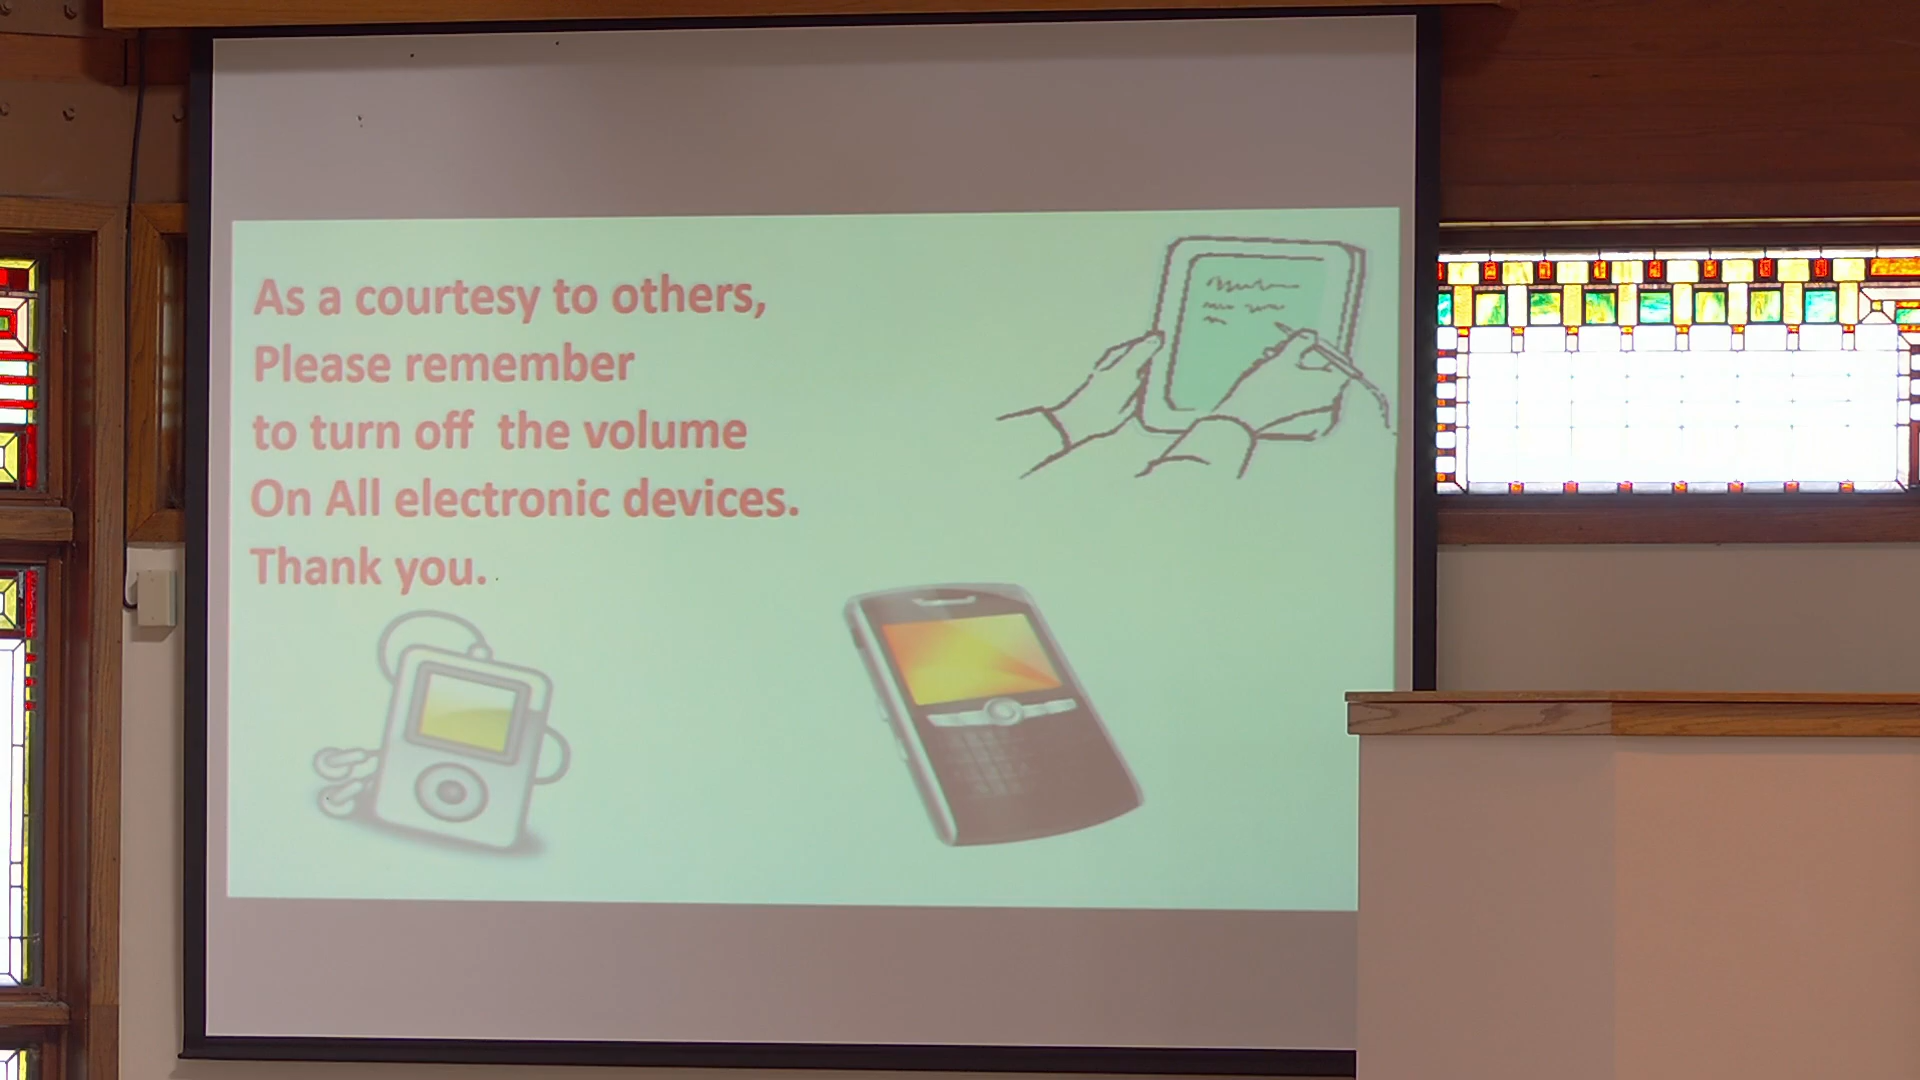 As a courtesy to others,
Please remember
to turn off  the volume
On All electronic devices.
Thank you.